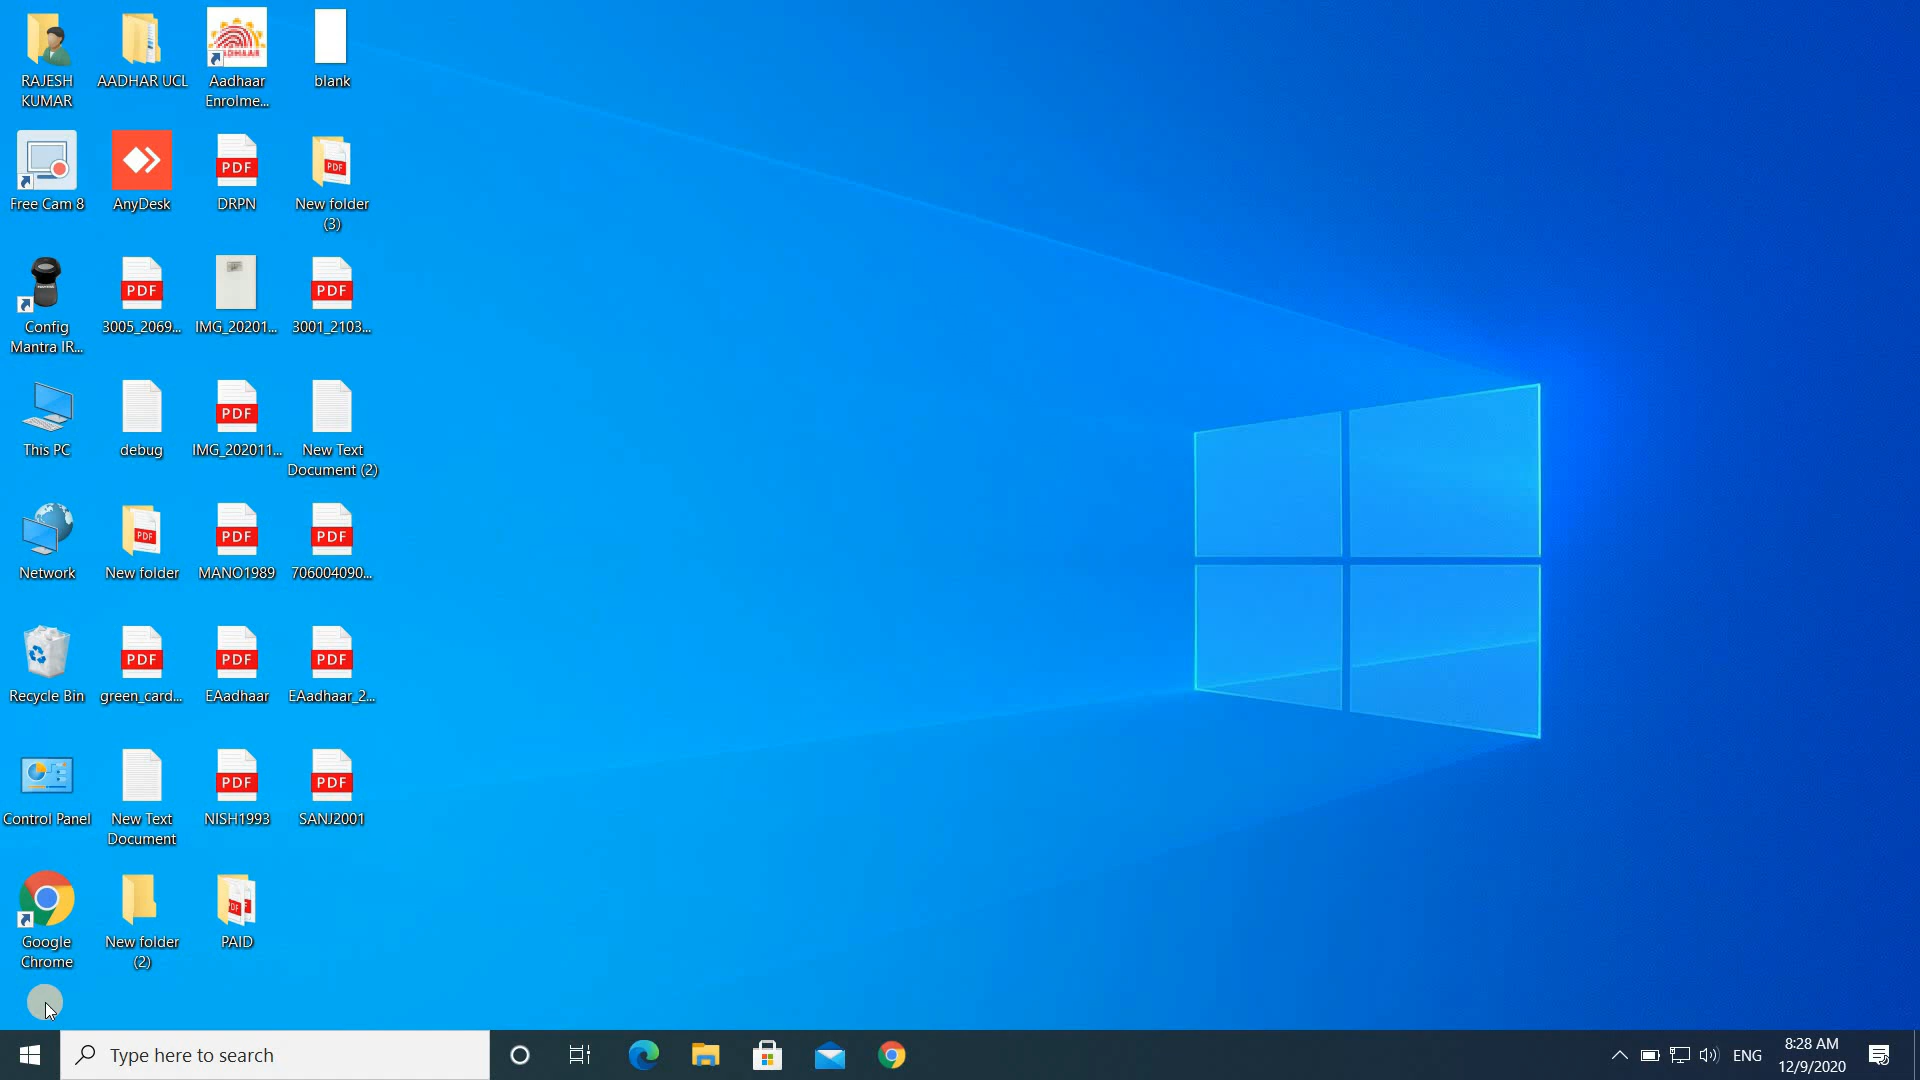 RAJESH
KUMAR
AADHAR UCL
Aadhaar
Enrolme...
blank
Free Cam 8
AnyDesk
PDF
DRPN
PDF
New folder
(3)
Config
Mantra IR...
PDF
3005_2069...
IMG_20201...
PDF
3001_2103...
This PC
debug
PDF
IMG_202011...
New Text
Document (2)
Network
PDF
New folder
PDF
MANO1989
PDF
706004090...
Recycle Bin
PDF
green_card...
PDF
EAadhaar
PDF
EAadhaar_2...
Control Panel
New Text
Document
PDF
NISH1993
PDF
SANJ2001
Google
Chrome
New folder
(2)
PAID
Type here to search
ENG
8:28 AM
12/9/2020